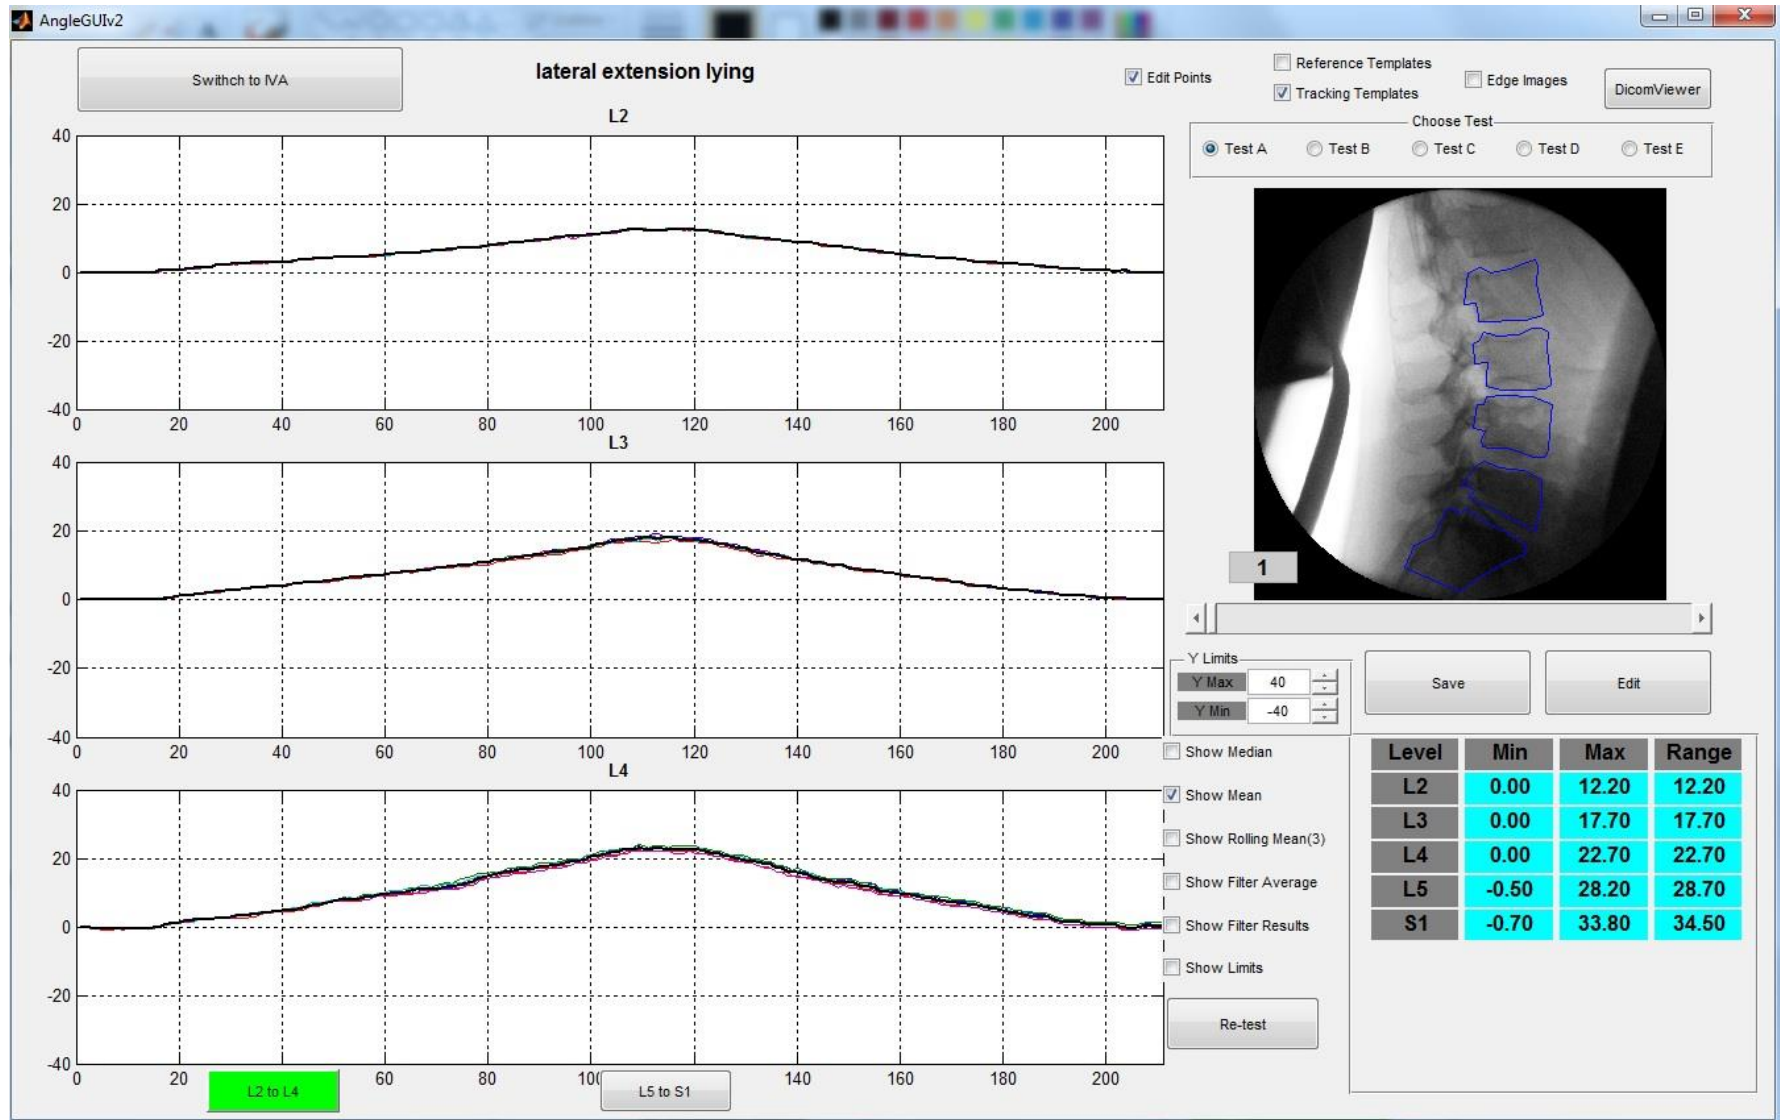 AngleGUIv2
Swithch to IVA
lateral extension lying
Edit Points
Reference Templates
Tracking Templates
Edge Images
DicomViewer
Choose Test
Test A Test B Test C Test D Test E
L2
40
20
0
-20
-40
0 20 40 60 80 100 120 140 160 180 200
L3
40
20
0
-20
-40
0 20 40 60 80 100 120 140 160 180 200
L4
40
20
0
-20
-40
0 20 60 80 10 140 160 180 200
L2 to L4
L5 to S1
1
Y Limits
Y Max 40
Y Min -40
Save
Edit
Show Median
Show Mean
Show Rolling Mean(3)
Show Filter Average
Show Filter Results
Show Limits
Re-test
Level Min Max Range
L2 0.00 12.20 12.20
L3 0.00 17.70 17.70
L4 0.00 22.70 22.70
L5 -0.50 28.20 28.70
S1 -0.70 33.80 34.50